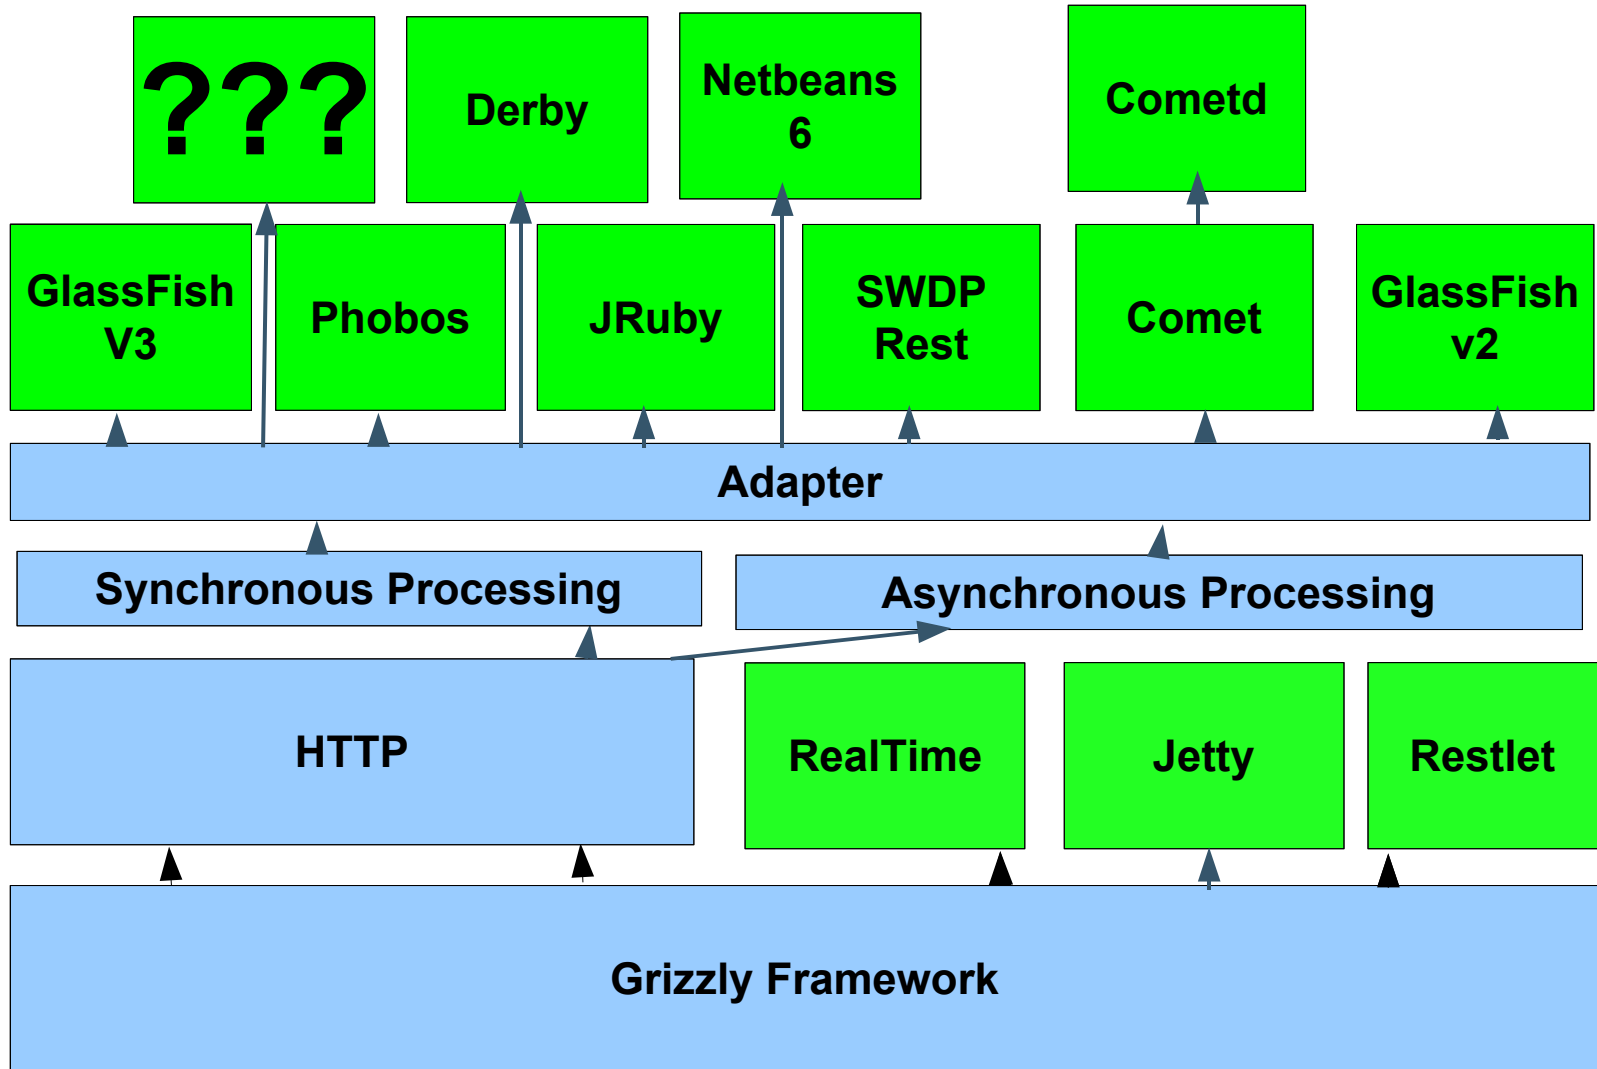 ???
Derby
Netbeans
6
Cometd
GlassFish
V3
Phobos
JRuby
SWDP
Rest
Comet
GlassFish
v2
Adapter
Synchronous Processing
Asynchronous Processing
HTTP
RealTime
Jetty
Restlet
Grizzly Framework